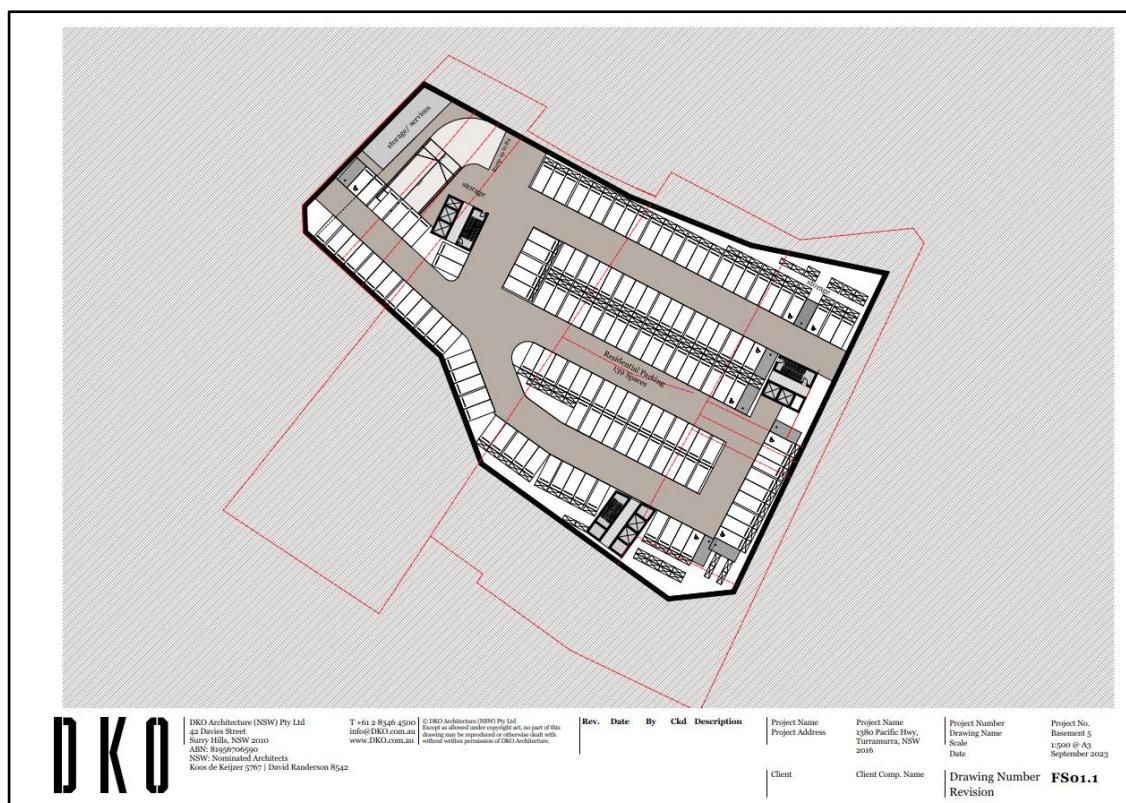 storage/ services
Ramp up to B4
storage
storage
Residential Parking
139 Spaces
DKO
DKO Architecture (NSW) Pty Ltd
42 Davies Street
Surry Hills, NSW 2010
ABN: 81956706590
NSW: Nominated Architects
Koos de Keijzer 5767 | David Randerson 8542
T +61 2 8346 4500
info@DKO.com.au
www.DKO.com.au
© DKO Architecture (NSW) Pty Ltd
Except as allowed under copyright act, no part of this
drawing may be reproduced or otherwise dealt with
without written permission of DKO Architecture.
Rev. Date By Ckd Description
Project Name Project Name
Project Address 1380 Pacific Hwy,
Turramurra, NSW
2016
Client Client Comp. Name
Project Number Project No.
Drawing Name Basement 5
Scale 1:500 @ A3
Date September 2023
Drawing Number FS01.1
Revision